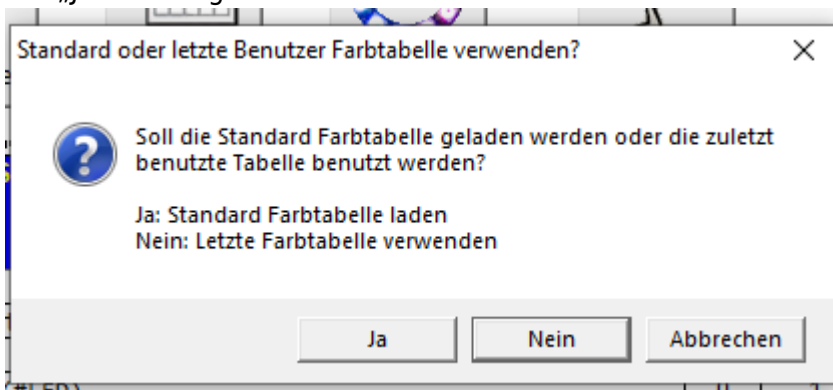 Standard oder letzte Benutzer Farbtabelle verwenden?
Soll die Standard Farbtabelle geladen werden oder die zuletzt
benutzte Tabelle benutzt werden?
Ja: Standard Farbtabelle laden
Nein: Letzte Farbtabelle verwenden
Ja Nein Abbrechen